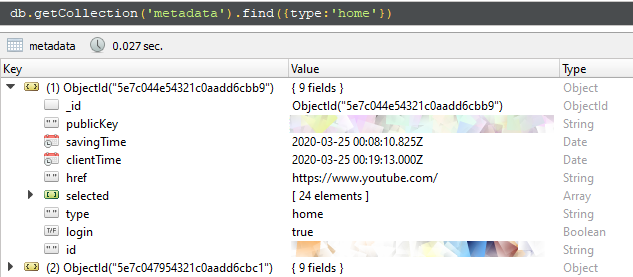 db.getCollection('metadata').find({type:'home'})
metadata 0.027 sec.
Key Value Type
(1) ObjectId("5e7c044e54321c0aadd6cbb9") { 9 fields } Object
_id ObjectId("5e7c044e54321c0aadd6cbb9") ObjectId
publicKey String
savingTime 2020-03-25 00:08:10.825Z Date
clientTime 2020-03-25 00:19:13.000Z Date
href https://www.youtube.com/ String
selected [ 24 elements ] Array
type home String
login true Boolean
id String
(2) ObjectId("5e7c047954321c0aadd6cbc1") { 9 fields } Object